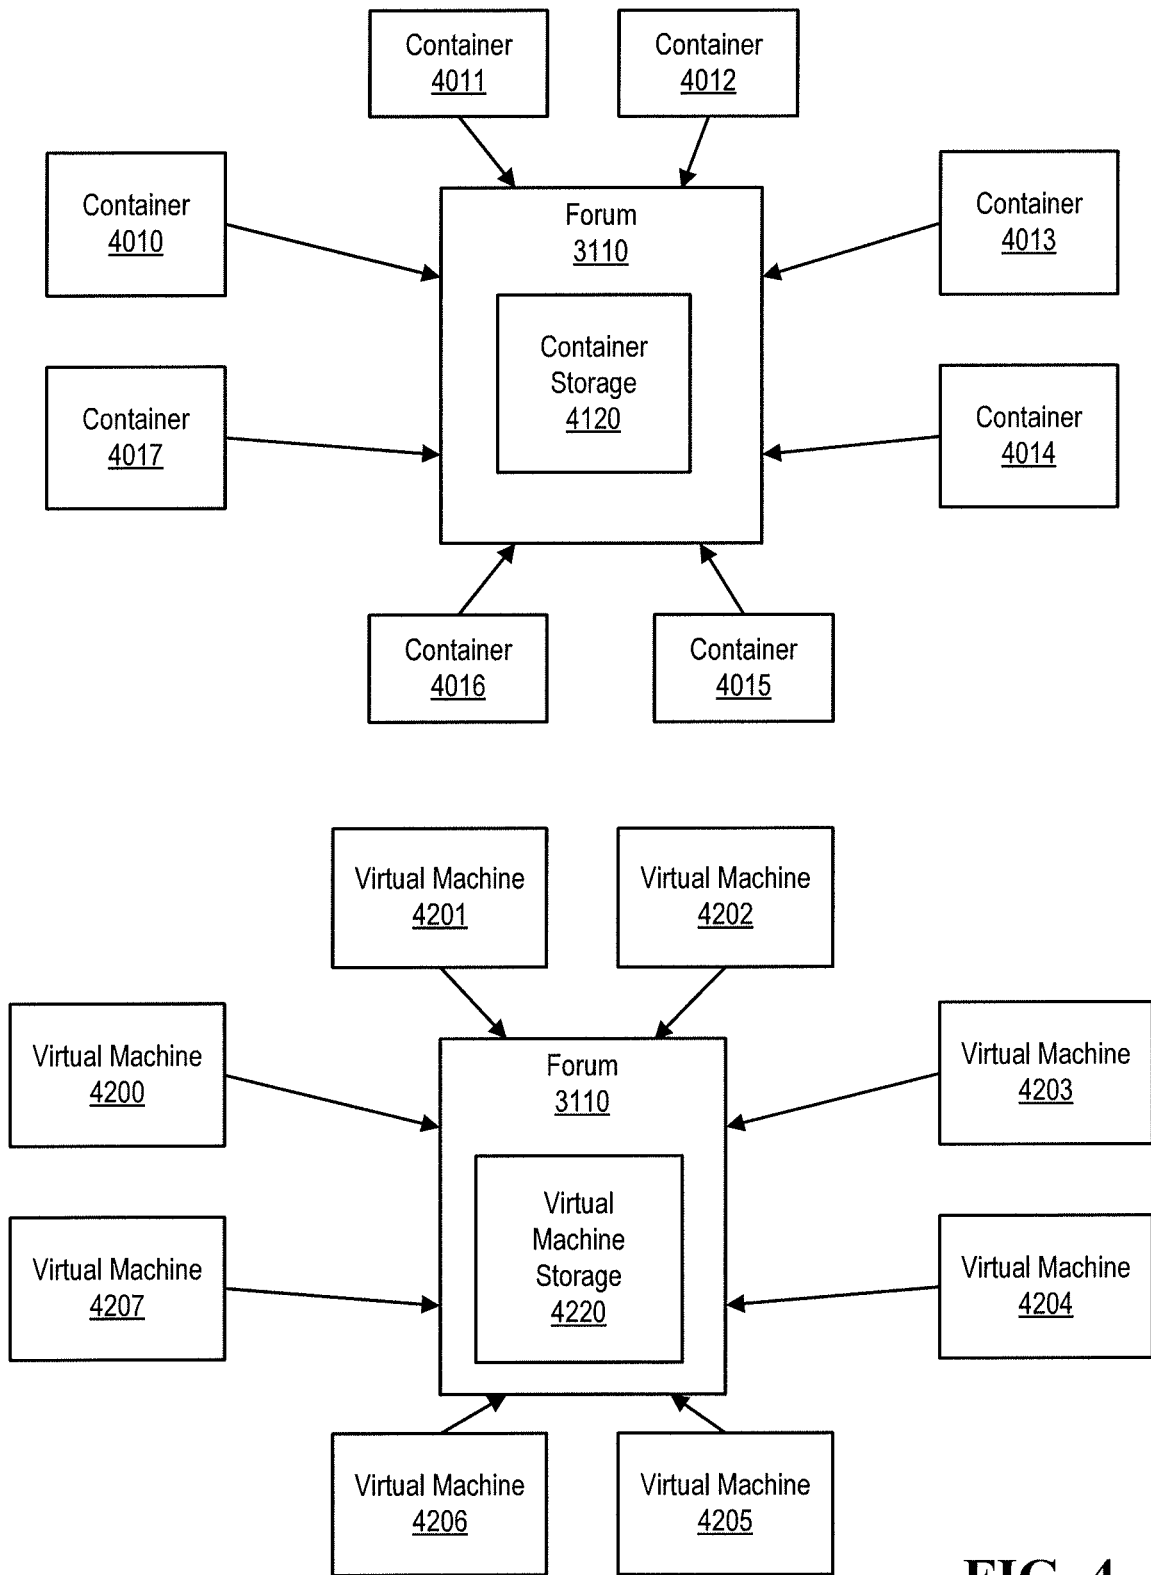 Container
4011
Container
4012
Container
4010
Forum
3110
Container
4013
Container
Storage
4120
Container
4017
Container
4014
Container
4016
Container
4015
Virtual Machine
4201
Virtual Machine
4202
Virtual Machine
4200
Forum
3110
Virtual Machine
4203
Virtual
Machine
Storage
4220
Virtual Machine
4207
Virtual Machine
4204
Virtual Machine
4206
Virtual Machine
4205
FIG. 4